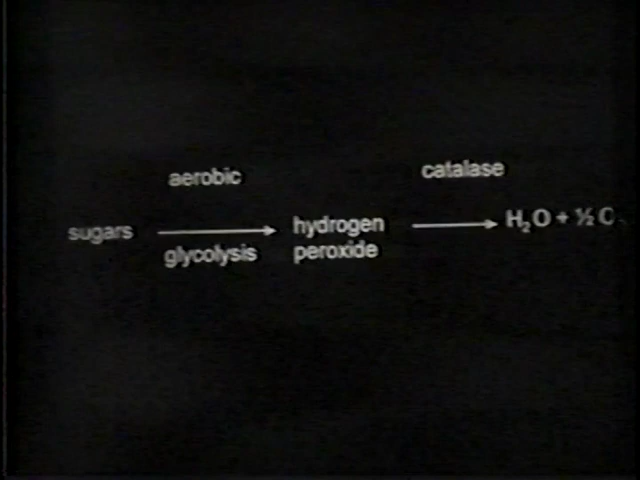 aerobic
catalase
sugars
hydrogen
H₂O + ½ O
glycolysis
peroxide